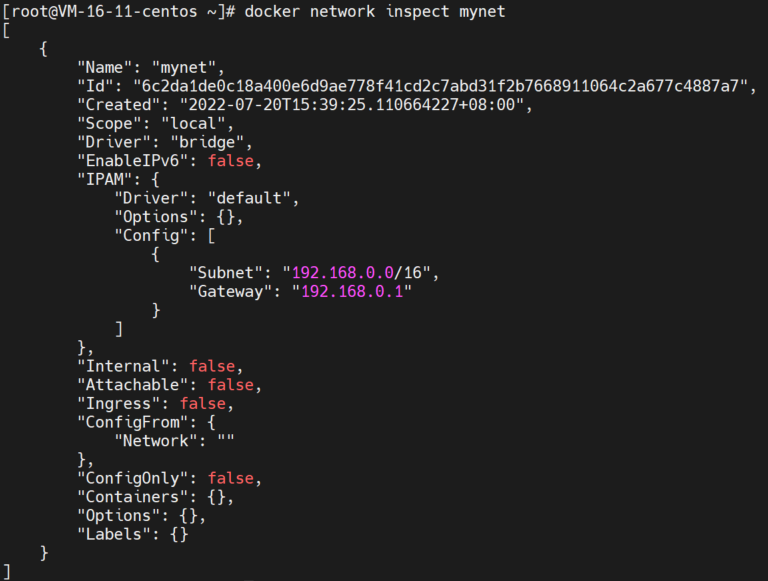 [root@VM-16-11-centos ~]# docker network inspect mynet
[
    {
        "Name": "mynet",
        "Id": "6c2da1de0c18a400e6d9ae778f41cd2c7abd31f2b7668911064c2a677c4887a7",
        "Created": "2022-07-20T15:39:25.110664227+08:00",
        "Scope": "local",
        "Driver": "bridge",
        "EnableIPv6": false,
        "IPAM": {
            "Driver": "default",
            "Options": {},
            "Config": [
                {
                    "Subnet": "192.168.0.0/16",
                    "Gateway": "192.168.0.1"
                }
            ]
        },
        "Internal": false,
        "Attachable": false,
        "Ingress": false,
        "ConfigFrom": {
            "Network": ""
        },
        "ConfigOnly": false,
        "Containers": {},
        "Options": {},
        "Labels": {}
    }
]